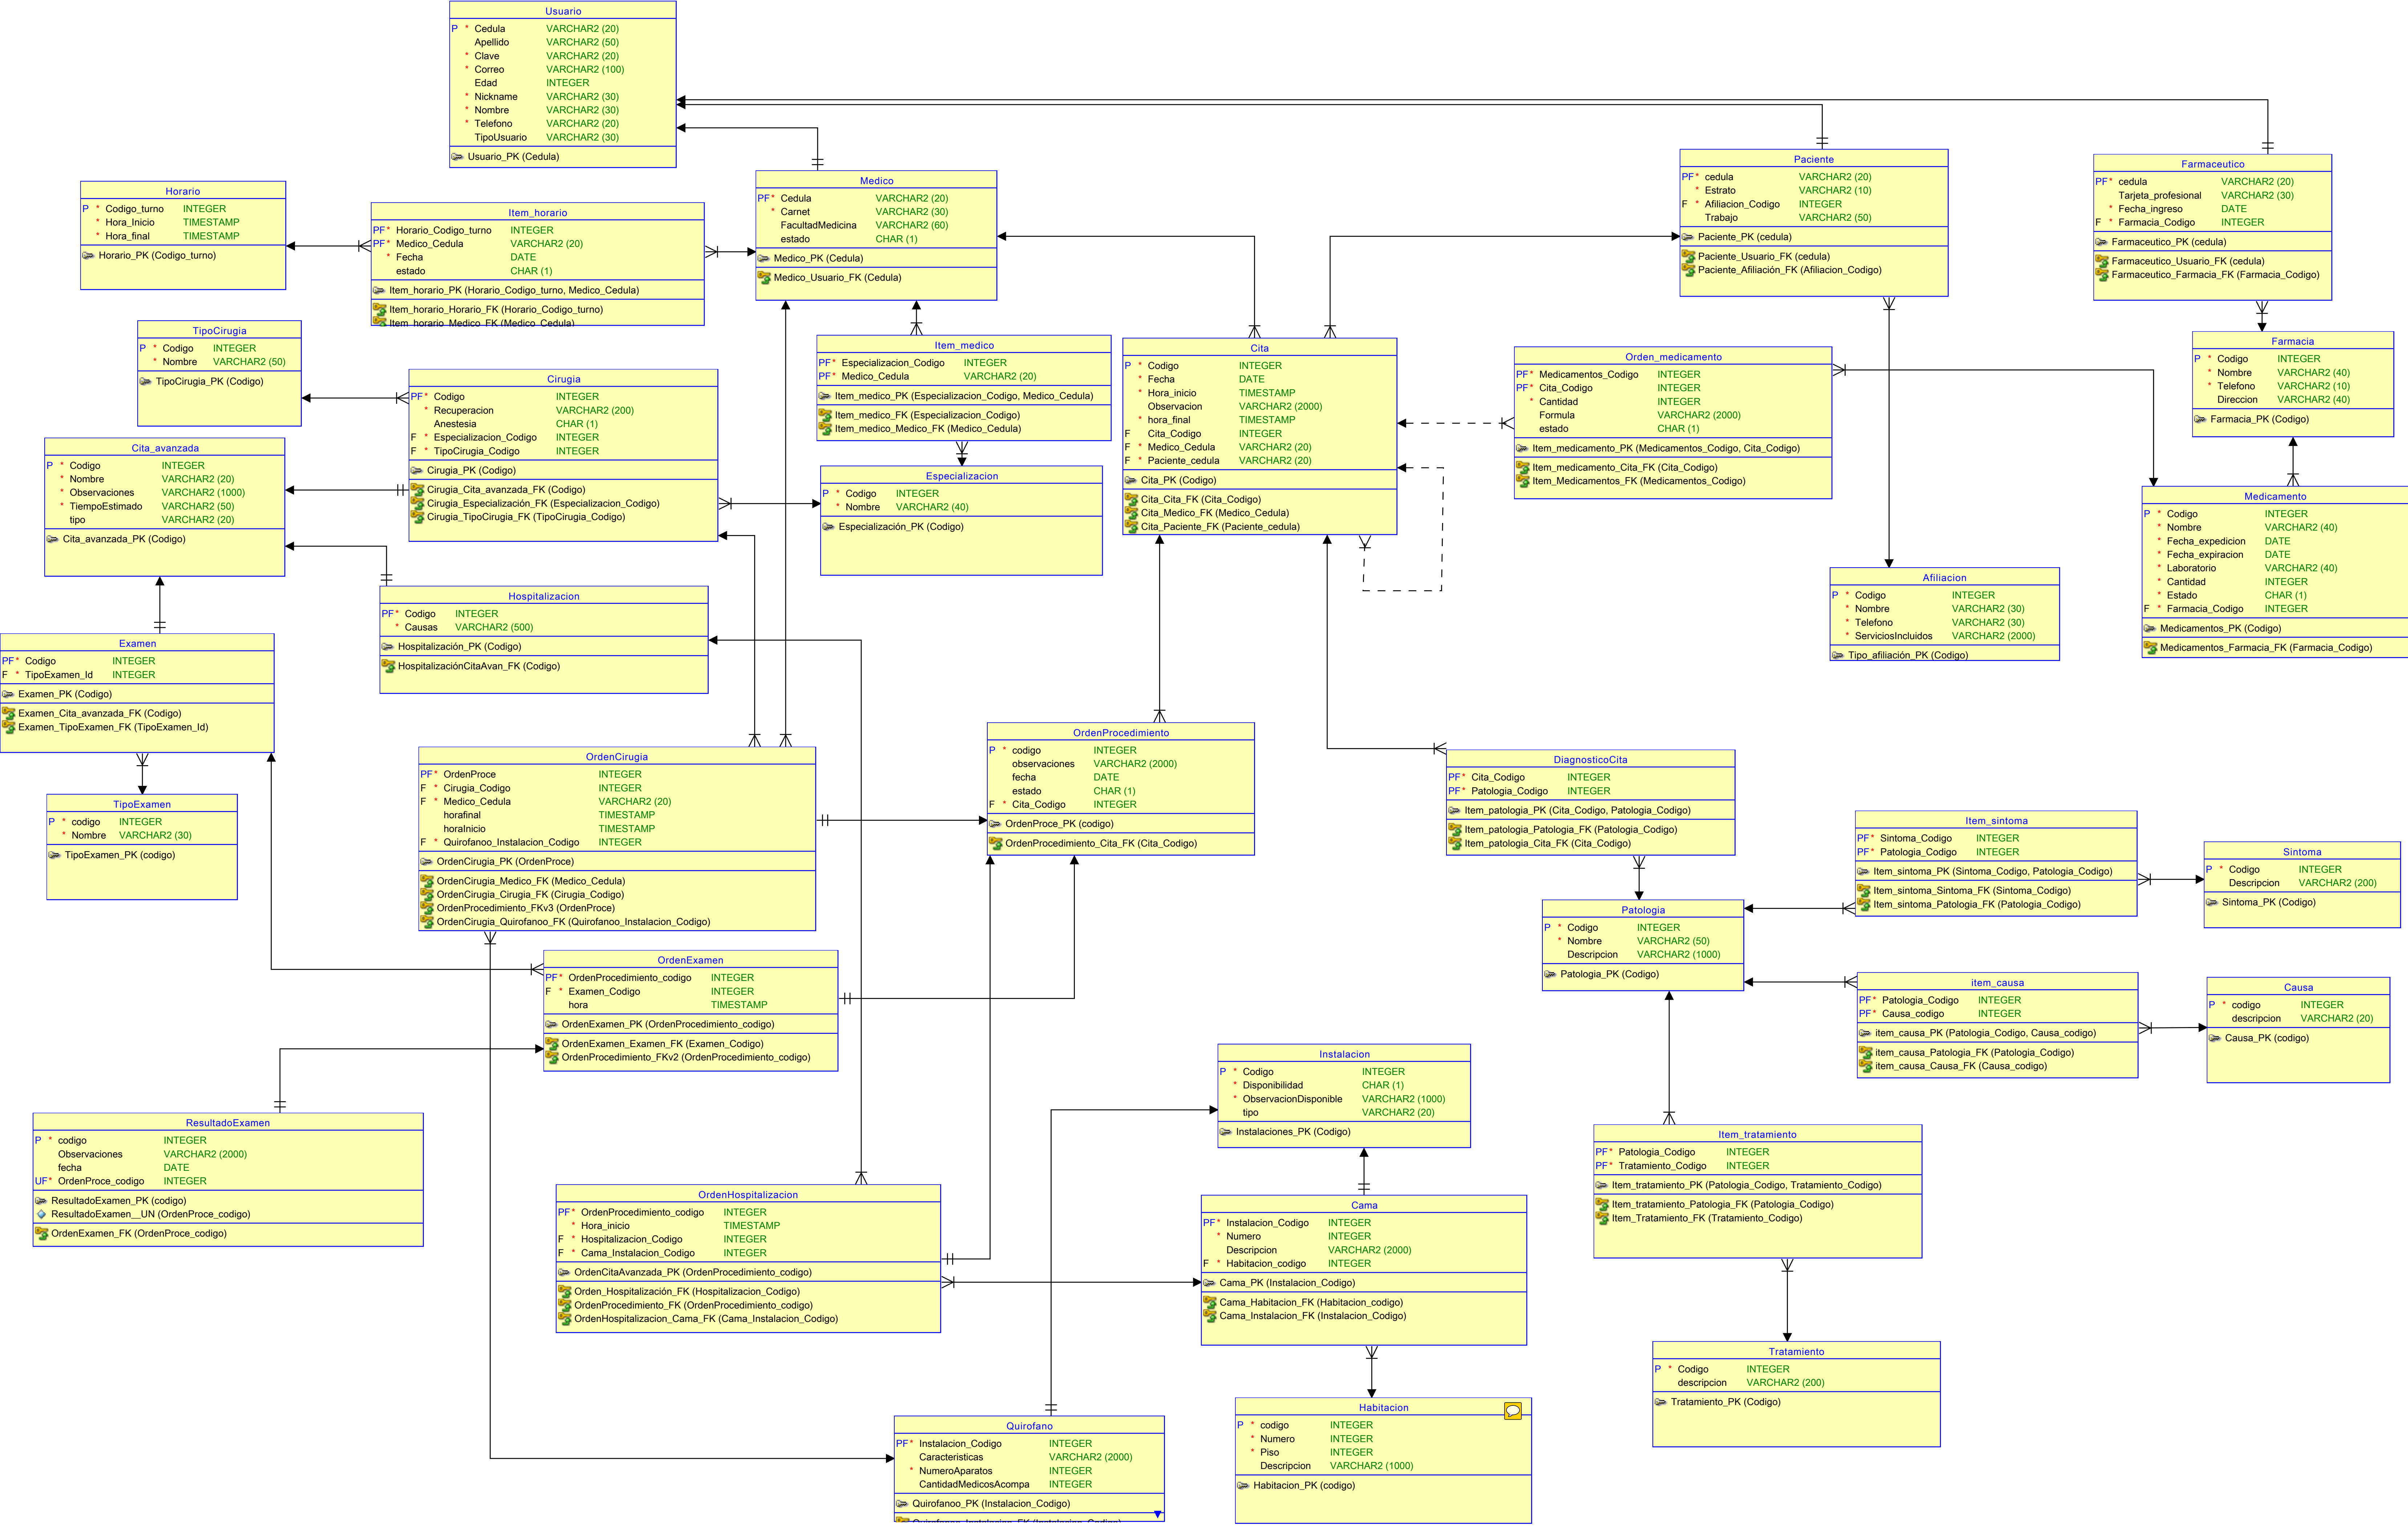 Usuario
P * Cedula VARCHAR2 (20)
Apellido VARCHAR2 (50)
* Clave VARCHAR2 (20)
* Correo VARCHAR2 (100)
Edad INTEGER
* Nickname VARCHAR2 (30)
* Nombre VARCHAR2 (30)
* Telefono VARCHAR2 (20)
TipoUsuario VARCHAR2 (30)
Usuario_PK (Cedula)
Horario
P * Codigo_turno INTEGER
* Hora_Inicio TIMESTAMP
* Hora_final TIMESTAMP
Horario_PK (Codigo_turno)
Item_horario
PF* Horario_Codigo_turno INTEGER
PF* Medico_Cedula VARCHAR2 (20)
* Fecha DATE
estado CHAR (1)
Item_horario_PK (Horario_Codigo_turno, Medico_Cedula)
Item_horario_Horario_FK (Horario_Codigo_turno)
Item_horario_Medico_FK (Medico_Cedula)
Medico
PF* Cedula VARCHAR2 (20)
* Carnet VARCHAR2 (30)
FacultadMedicina VARCHAR2 (60)
estado CHAR (1)
Medico_PK (Cedula)
Medico_Usuario_FK (Cedula)
Paciente
PF* cedula VARCHAR2 (20)
* Estrato VARCHAR2 (10)
F * Afiliacion_Codigo INTEGER
Trabajo VARCHAR2 (50)
Paciente_PK (cedula)
Paciente_Usuario_FK (cedula)
Paciente_Afiliación_FK (Afiliacion_Codigo)
Farmaceutico
PF* cedula VARCHAR2 (20)
Tarjeta_profesional VARCHAR2 (30)
* Fecha_ingreso DATE
F * Farmacia_Codigo INTEGER
Farmaceutico_PK (cedula)
Farmaceutico_Usuario_FK (cedula)
Farmaceutico_Farmacia_FK (Farmacia_Codigo)
TipoCirugia
P * Codigo INTEGER
* Nombre VARCHAR2 (50)
TipoCirugia_PK (Codigo)
Cirugia
PF* Codigo INTEGER
* Recuperacion VARCHAR2 (200)
Anestesia CHAR (1)
F * Especializacion_Codigo INTEGER
F * TipoCirugia_Codigo INTEGER
Cirugia_PK (Codigo)
Cirugia_Cita_avanzada_FK (Codigo)
Cirugia_Especialización_FK (Especializacion_Codigo)
Cirugia_TipoCirugia_FK (TipoCirugia_Codigo)
Item_medico
PF* Especializacion_Codigo INTEGER
PF* Medico_Cedula VARCHAR2 (20)
Item_medico_PK (Especializacion_Codigo, Medico_Cedula)
Item_medico_FK (Especializacion_Codigo)
Item_medico_Medico_FK (Medico_Cedula)
Cita
P * Codigo INTEGER
* Fecha DATE
* Hora_inicio TIMESTAMP
Observacion VARCHAR2 (2000)
* hora_final TIMESTAMP
F Cita_Codigo INTEGER
F * Medico_Cedula VARCHAR2 (20)
F * Paciente_cedula VARCHAR2 (20)
Cita_PK (Codigo)
Cita_Cita_FK (Cita_Codigo)
Cita_Medico_FK (Medico_Cedula)
Cita_Paciente_FK (Paciente_cedula)
Orden_medicamento
PF* Medicamentos_Codigo INTEGER
PF* Cita_Codigo INTEGER
* Cantidad INTEGER
Formula VARCHAR2 (2000)
estado CHAR (1)
Item_medicamento_PK (Medicamentos_Codigo, Cita_Codigo)
Item_medicamento_Cita_FK (Cita_Codigo)
Item_Medicamentos_FK (Medicamentos_Codigo)
Farmacia
P * Codigo INTEGER
* Nombre VARCHAR2 (40)
* Telefono VARCHAR2 (10)
Direccion VARCHAR2 (40)
Farmacia_PK (Codigo)
Cita_avanzada
P * Codigo INTEGER
* Nombre VARCHAR2 (20)
* Observaciones VARCHAR2 (1000)
* TiempoEstimado VARCHAR2 (50)
tipo VARCHAR2 (20)
Cita_avanzada_PK (Codigo)
Especializacion
P * Codigo INTEGER
* Nombre VARCHAR2 (40)
Especialización_PK (Codigo)
Medicamento
P * Codigo INTEGER
* Nombre VARCHAR2 (40)
* Fecha_expedicion DATE
* Fecha_expiracion DATE
* Laboratorio VARCHAR2 (40)
* Cantidad INTEGER
* Estado CHAR (1)
F * Farmacia_Codigo INTEGER
Medicamentos_PK (Codigo)
Medicamentos_Farmacia_FK (Farmacia_Codigo)
Afiliacion
P * Codigo INTEGER
* Nombre VARCHAR2 (30)
* Telefono VARCHAR2 (30)
* ServiciosIncluidos VARCHAR2 (2000)
Tipo_afiliación_PK (Codigo)
Hospitalizacion
PF* Codigo INTEGER
* Causas VARCHAR2 (500)
Hospitalización_PK (Codigo)
HospitalizaciónCitaAvan_FK (Codigo)
Examen
PF* Codigo INTEGER
F * TipoExamen_Id INTEGER
Examen_PK (Codigo)
Examen_Cita_avanzada_FK (Codigo)
Examen_TipoExamen_FK (TipoExamen_Id)
OrdenCirugia
PF* OrdenProce INTEGER
F * Cirugia_Codigo INTEGER
F * Medico_Cedula VARCHAR2 (20)
horafinal TIMESTAMP
horaInicio TIMESTAMP
F * Quirofanoo_Instalacion_Codigo INTEGER
OrdenCirugia_PK (OrdenProce)
OrdenCirugia_Medico_FK (Medico_Cedula)
OrdenCirugia_Cirugia_FK (Cirugia_Codigo)
OrdenProcedimiento_FKv3 (OrdenProce)
OrdenCirugia_Quirofanoo_FK (Quirofanoo_Instalacion_Codigo)
OrdenProcedimiento
P * codigo INTEGER
observaciones VARCHAR2 (2000)
fecha DATE
estado CHAR (1)
F * Cita_Codigo INTEGER
OrdenProce_PK (codigo)
OrdenProcedimiento_Cita_FK (Cita_Codigo)
DiagnosticoCita
PF* Cita_Codigo INTEGER
PF* Patologia_Codigo INTEGER
Item_patologia_PK (Cita_Codigo, Patologia_Codigo)
Item_patologia_Patologia_FK (Patologia_Codigo)
Item_patologia_Cita_FK (Cita_Codigo)
TipoExamen
P * codigo INTEGER
* Nombre VARCHAR2 (30)
TipoExamen_PK (codigo)
Item_sintoma
PF* Sintoma_Codigo INTEGER
PF* Patologia_Codigo INTEGER
Item_sintoma_PK (Sintoma_Codigo, Patologia_Codigo)
Item_sintoma_Sintoma_FK (Sintoma_Codigo)
Item_sintoma_Patologia_FK (Patologia_Codigo)
Sintoma
P * Codigo INTEGER
Descripcion VARCHAR2 (200)
Sintoma_PK (Codigo)
Patologia
P * Codigo INTEGER
* Nombre VARCHAR2 (50)
Descripcion VARCHAR2 (1000)
Patologia_PK (Codigo)
OrdenExamen
PF* OrdenProcedimiento_codigo INTEGER
F * Examen_Codigo INTEGER
hora TIMESTAMP
OrdenExamen_PK (OrdenProcedimiento_codigo)
OrdenExamen_Examen_FK (Examen_Codigo)
OrdenProcedimiento_FKv2 (OrdenProcedimiento_codigo)
item_causa
PF* Patologia_Codigo INTEGER
PF* Causa_codigo INTEGER
item_causa_PK (Patologia_Codigo, Causa_codigo)
item_causa_Patologia_FK (Patologia_Codigo)
item_causa_Causa_FK (Causa_codigo)
Causa
P * codigo INTEGER
descripcion VARCHAR2 (20)
Causa_PK (codigo)
Instalacion
P * Codigo INTEGER
* Disponibilidad CHAR (1)
* ObservacionDisponible VARCHAR2 (1000)
tipo VARCHAR2 (20)
Instalaciones_PK (Codigo)
ResultadoExamen
P * codigo INTEGER
Observaciones VARCHAR2 (2000)
fecha DATE
UF* OrdenProce_codigo INTEGER
ResultadoExamen_PK (codigo)
ResultadoExamen__UN (OrdenProce_codigo)
OrdenExamen_FK (OrdenProce_codigo)
Item_tratamiento
PF* Patologia_Codigo INTEGER
PF* Tratamiento_Codigo INTEGER
Item_tratamiento_PK (Patologia_Codigo, Tratamiento_Codigo)
Item_tratamiento_Patologia_FK (Patologia_Codigo)
Item_Tratamiento_FK (Tratamiento_Codigo)
OrdenHospitalizacion
PF* OrdenProcedimiento_codigo INTEGER
* Hora_inicio TIMESTAMP
F * Hospitalizacion_Codigo INTEGER
F * Cama_Instalacion_Codigo INTEGER
OrdenCitaAvanzada_PK (OrdenProcedimiento_codigo)
Orden_Hospitalización_FK (Hospitalizacion_Codigo)
OrdenProcedimiento_FK (OrdenProcedimiento_codigo)
OrdenHospitalizacion_Cama_FK (Cama_Instalacion_Codigo)
Cama
PF* Instalacion_Codigo INTEGER
* Numero INTEGER
Descripcion VARCHAR2 (2000)
F * Habitacion_codigo INTEGER
Cama_PK (Instalacion_Codigo)
Cama_Habitacion_FK (Habitacion_codigo)
Cama_Instalacion_FK (Instalacion_Codigo)
Tratamiento
P * Codigo INTEGER
descripcion VARCHAR2 (200)
Tratamiento_PK (Codigo)
Habitacion
P * codigo INTEGER
* Numero INTEGER
* Piso INTEGER
Descripcion VARCHAR2 (1000)
Habitacion_PK (codigo)
Quirofano
PF* Instalacion_Codigo INTEGER
Caracteristicas VARCHAR2 (2000)
* NumeroAparatos INTEGER
CantidadMedicosAcompa INTEGER
Quirofanoo_PK (Instalacion_Codigo)